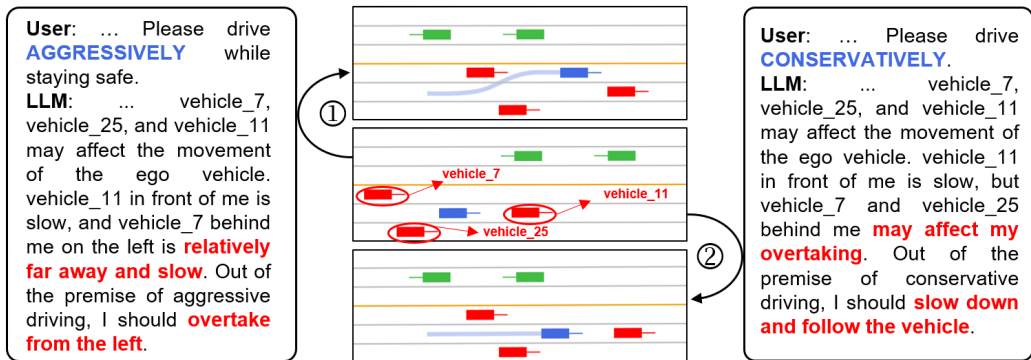 User: ... Please drive
AGGRESSIVELY while
staying safe.
LLM: ... vehicle_7,
vehicle_25, and vehicle_11
may affect the movement
of the ego vehicle.
vehicle_11 in front of me is
slow, and vehicle_7 behind
me on the left is relatively
far away and slow. Out of
the premise of aggressive
driving, I should overtake
from the left.
①
vehicle_7
vehicle_11
vehicle_25
②
User: ... Please drive
CONSERVATIVELY.
LLM: ... vehicle_7,
vehicle_25, and vehicle_11
may affect the movement of
the ego vehicle. vehicle_11
in front of me is slow, but
vehicle_7 and vehicle_25
behind me may affect my
overtaking. Out of the
premise of conservative
driving, I should slow down
and follow the vehicle.